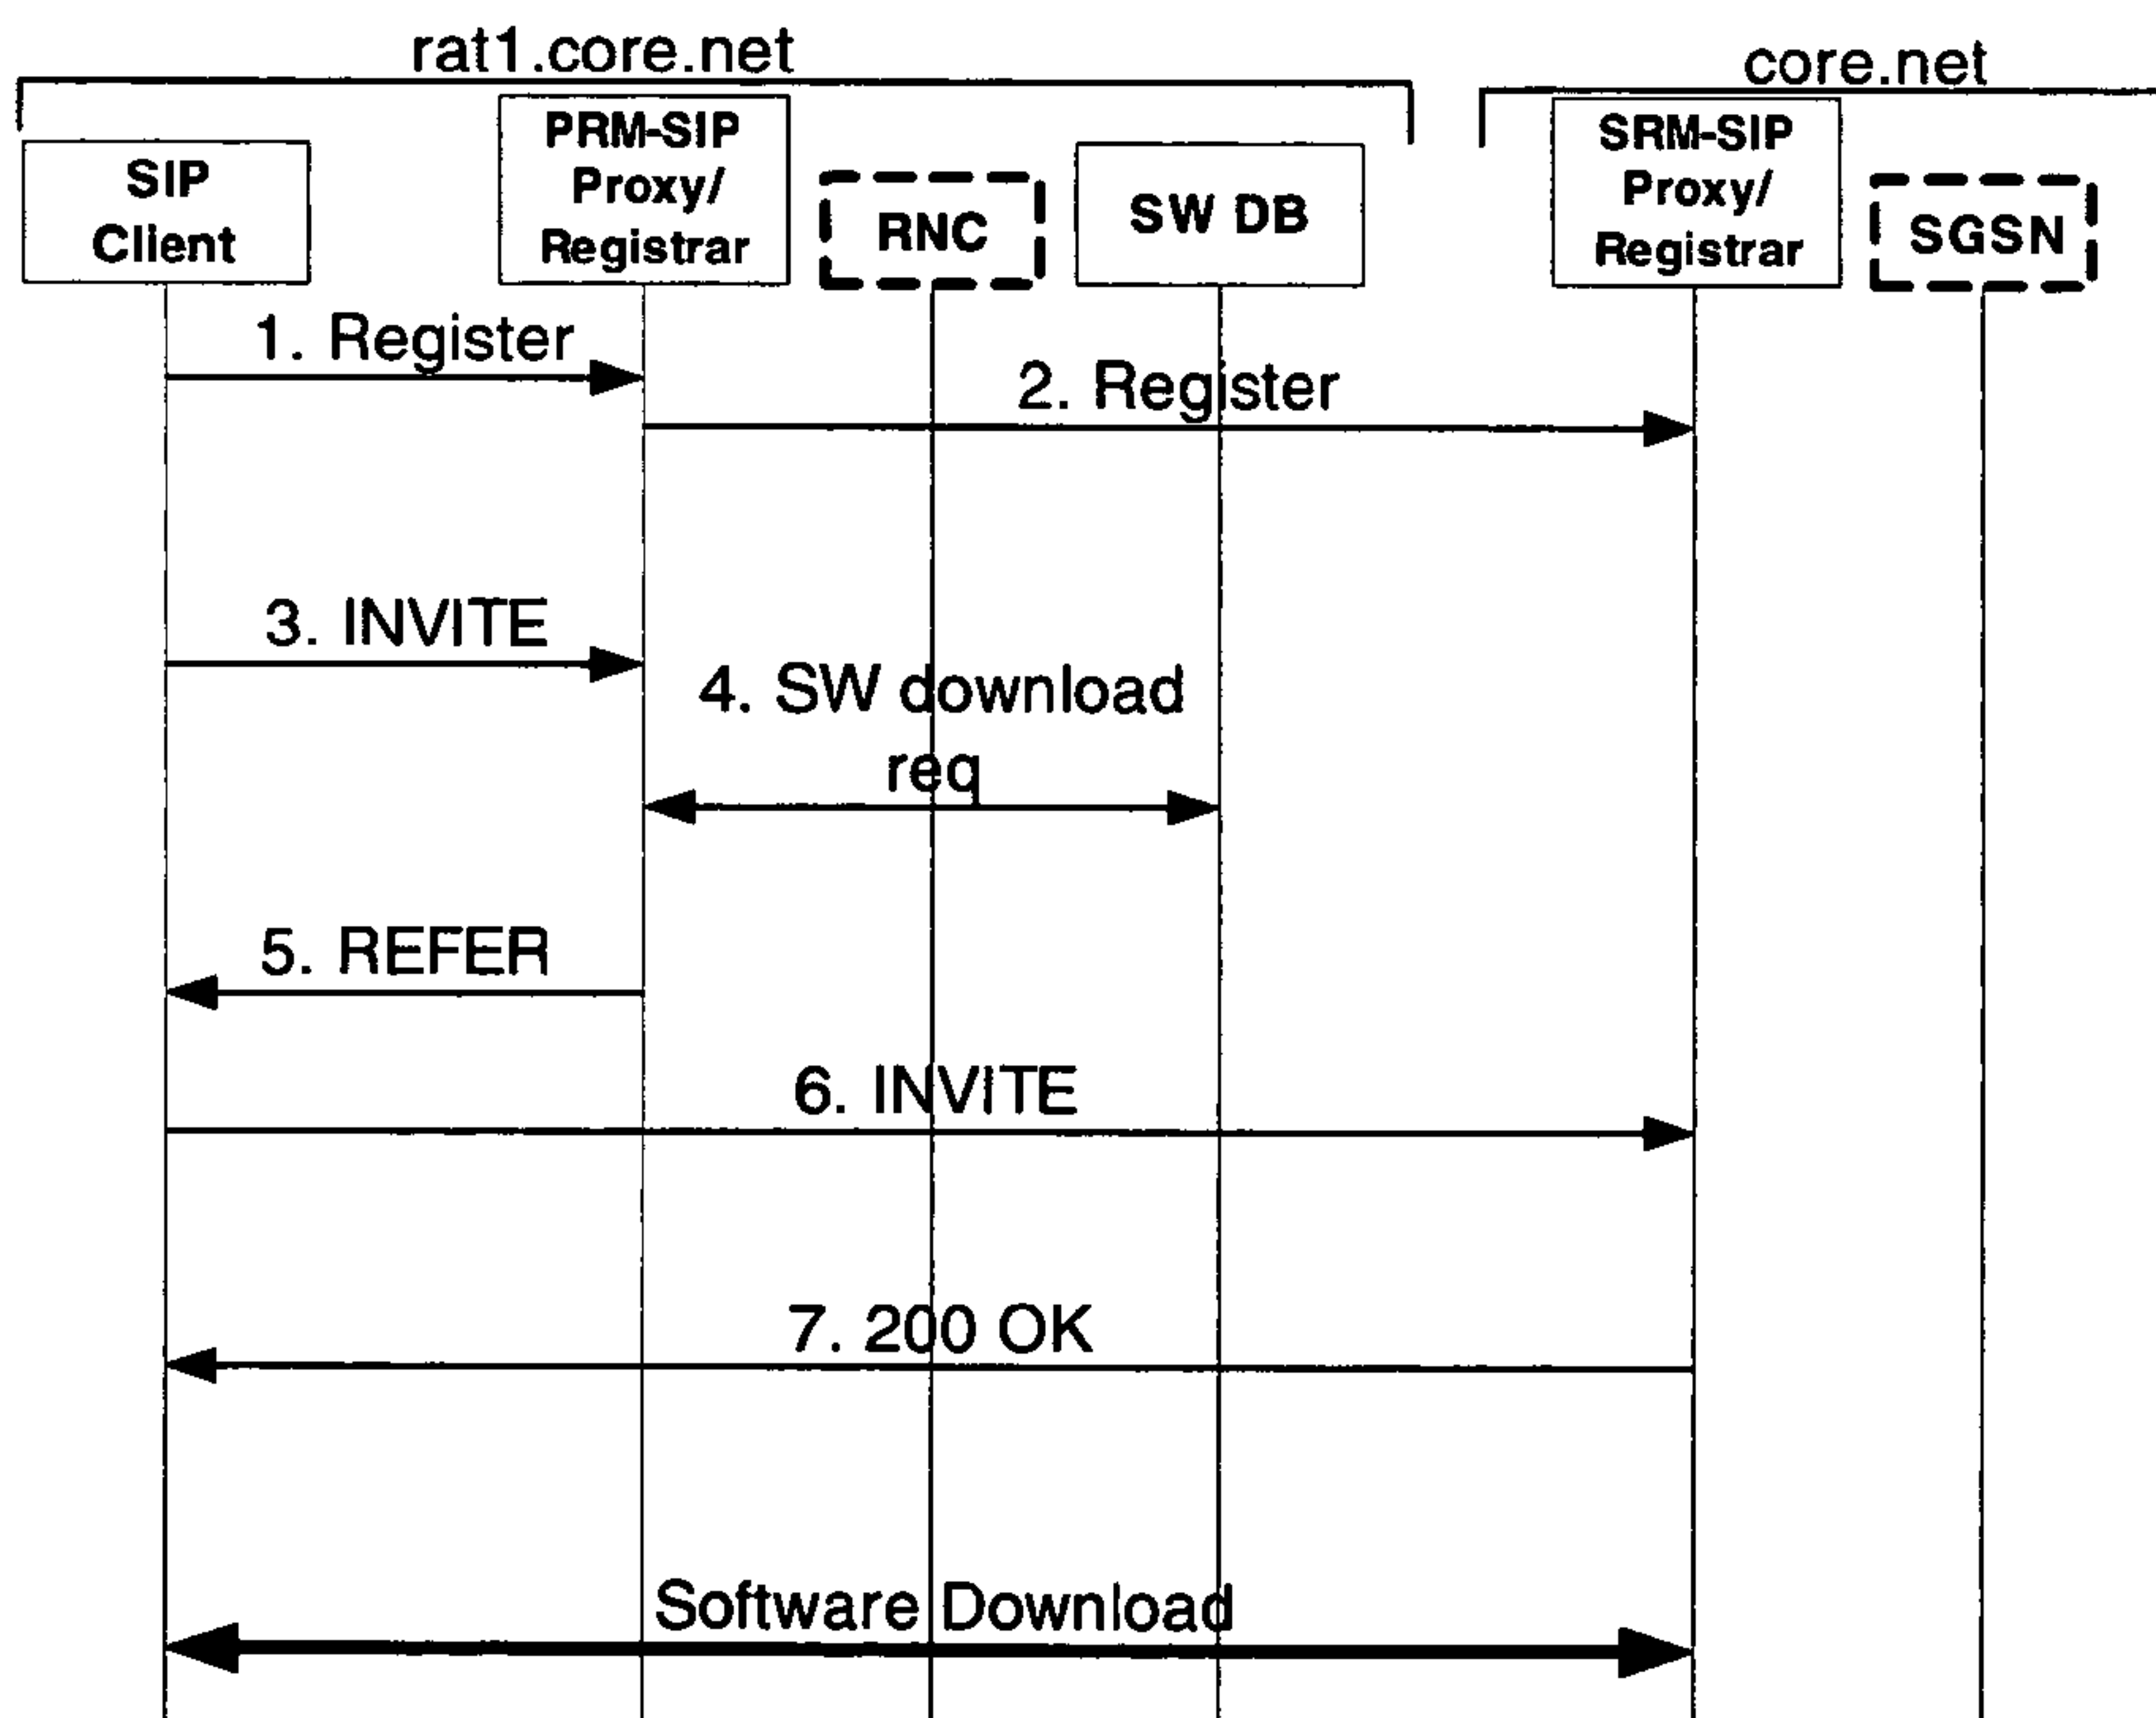 rat1.core.net
core.net
SIP
Client
PRM-SIP
Proxy/
Registrar
RNC
SW DB
SRM-SIP
Proxy/
Registrar
SGSN
1. Register
2. Register
3. INVITE
4. SW download
req
5. REFER
6. INVITE
7. 200 OK
Software Download